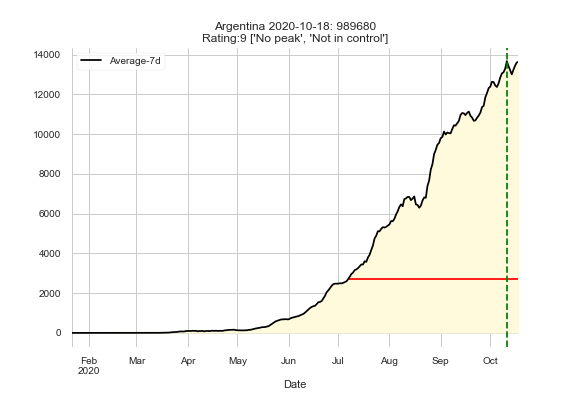 Argentina 2020-10-18: 989680
Rating:9 ['No peak', 'Not in control']
Average-7d
14000
12000
10000
8000
6000
4000
2000
0
Feb Mar Apr May Jun Jul Aug Sep Oct
2020
Date